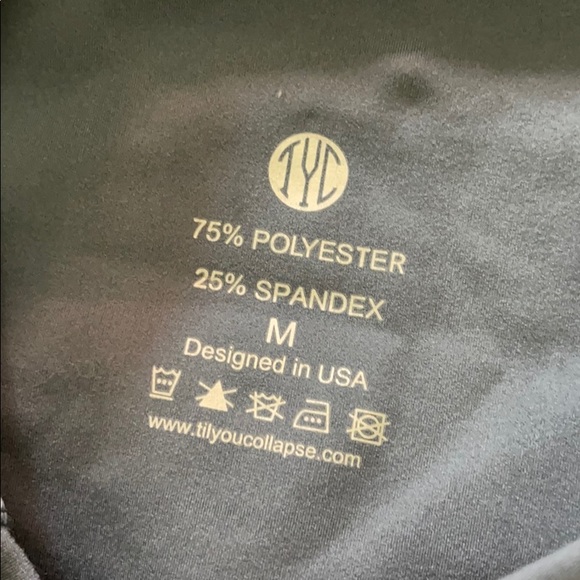 TYC
75% POLYESTER
25% SPANDEX
M
Designed in USA
www.tilyoucollapse.com